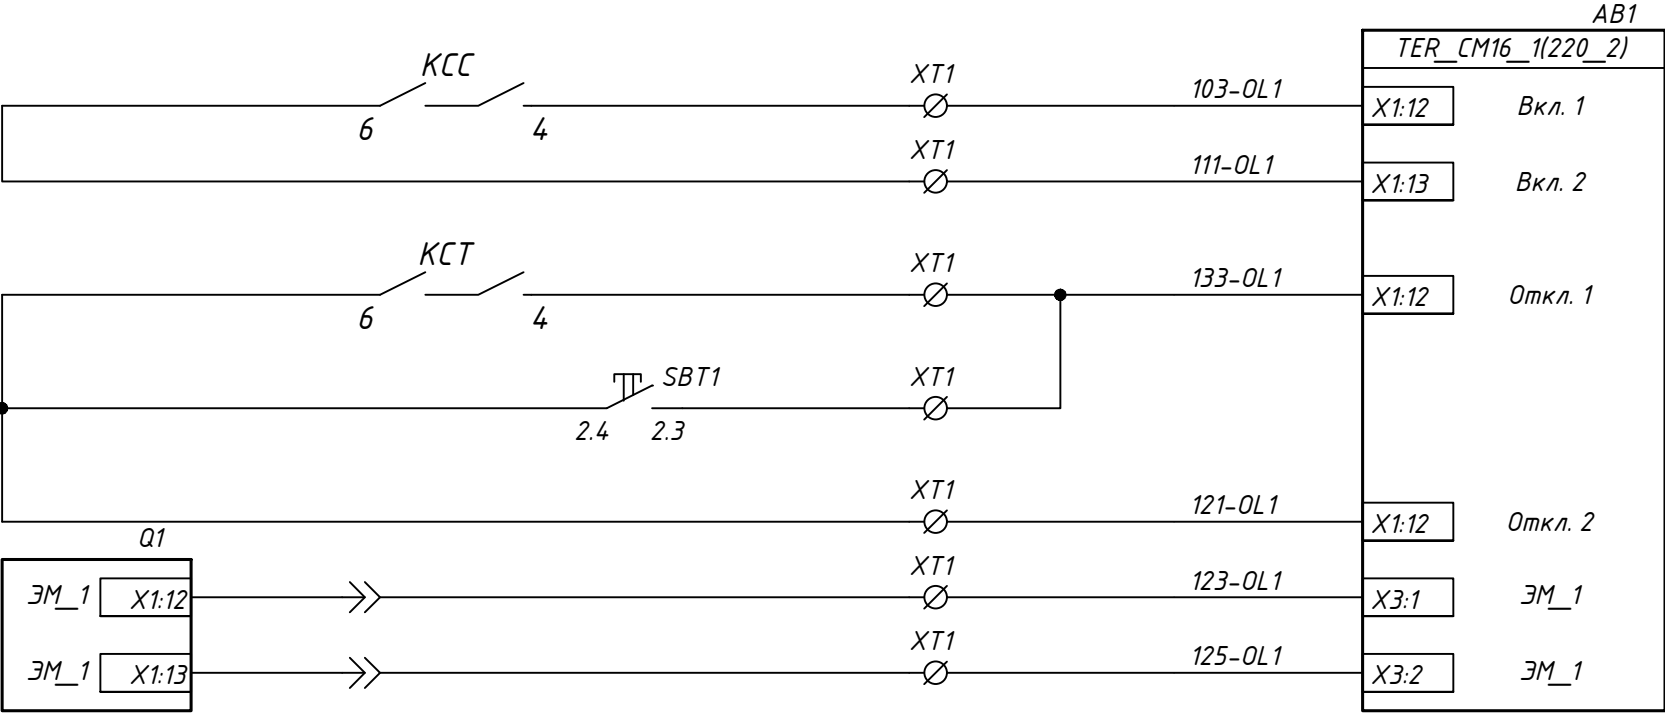 AB1
TER_CM16_1(220_2)
КСС
XT1
103-OL1
X1:12
Вкл. 1
6
4
XT1
111-OL1
X1:13
Вкл. 2
КСТ
XT1
133-OL1
X1:12
Откл. 1
6
4
SBT1
XT1
2.4
2.3
XT1
121-OL1
X1:12
Откл. 2
Q1
ЭМ_1
X1:12
XT1
123-OL1
X3:1
ЭМ_1
ЭМ_1
X1:13
XT1
125-OL1
X3:2
ЭМ_1